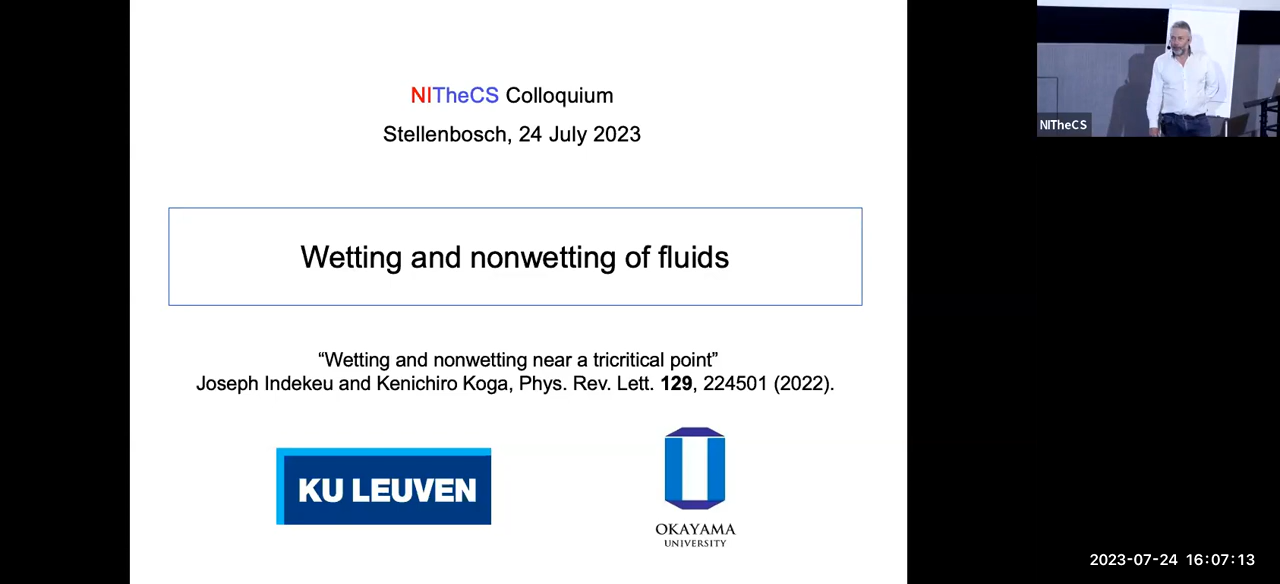 NITheCS Colloquium
Stellenbosch, 24 July 2023
Wetting and nonwetting of fluids
“Wetting and nonwetting near a tricritical point”
Joseph Indekeu and Kenichiro Koga, Phys. Rev. Lett. 129, 224501 (2022).
KU LEUVEN
OKAYAMA
UNIVERSITY
NITheCS
2023-07-24 16:07:13